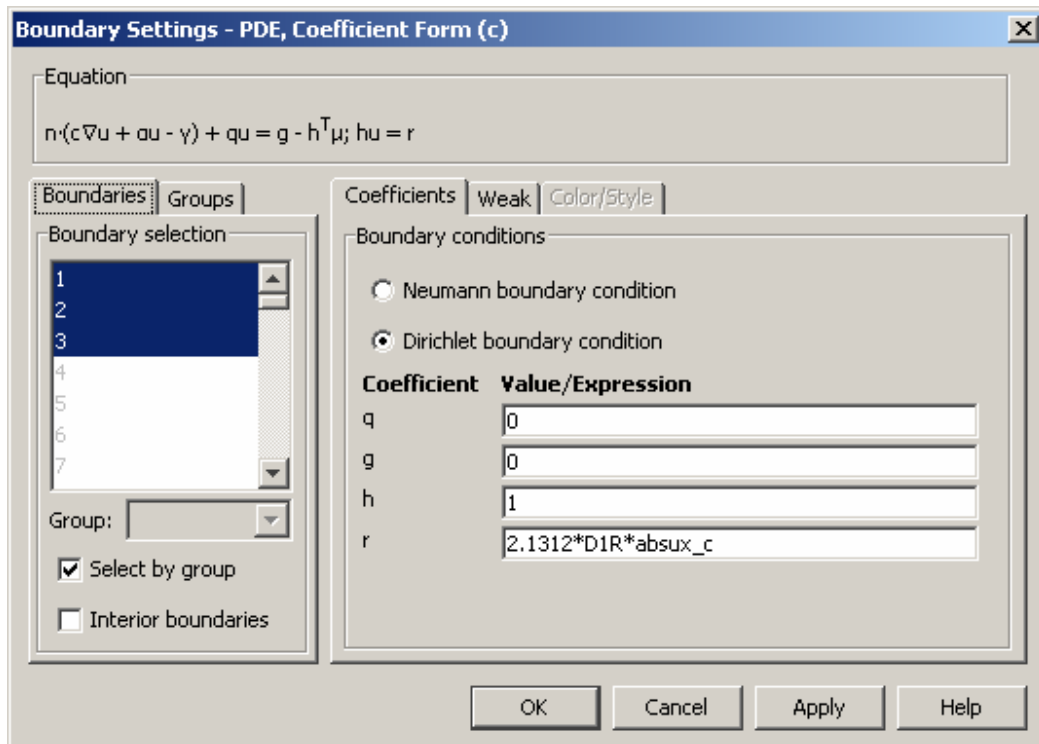 Boundary Settings - PDE, Coefficient Form (c)
Equation
n·(c∇u + αu - γ) + qu = g - hᵀμ; hu = r
Boundaries Groups
Boundary selection
1
2
3
4
5
6
7
Group:
Select by group
Interior boundaries
Coefficients Weak Color/Style
Boundary conditions
Neumann boundary condition
Dirichlet boundary condition
Coefficient Value/Expression
q 0
g 0
h 1
r 2.1312*D1R*absux_c
OK Cancel Apply Help